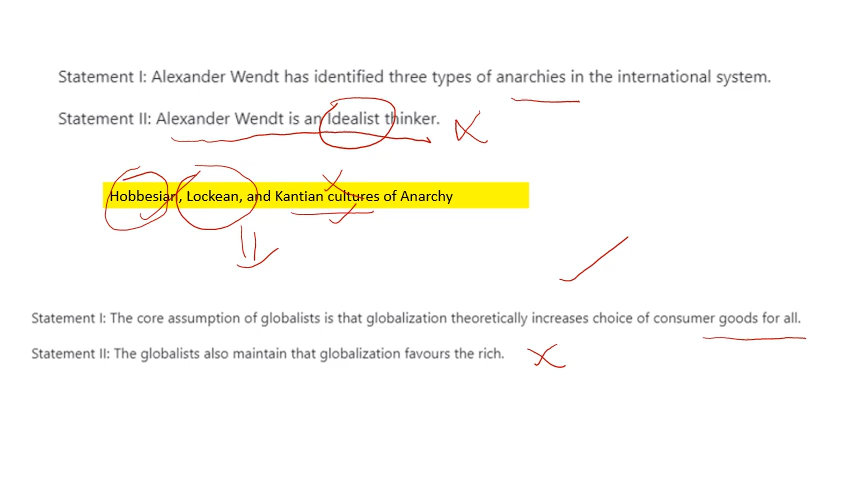 Statement I: Alexander Wendt has identified three types of anarchies in the international system.
Statement II: Alexander Wendt is an Idealist thinker.
Hobbesian, Lockean, and Kantian cultures of Anarchy
Statement I: The core assumption of globalists is that globalization theoretically increases choice of consumer goods for all.
Statement II: The globalists also maintain that globalization favours the rich.